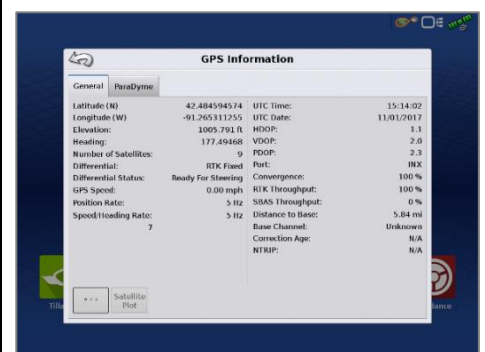 GPS Information
General
ParaDyme
Latitude (N) 42.484594574
Longitude (W) -91.265311255
Elevation: 1005.791 ft
Heading: 177.49468
Number of Satellites: 9
Differential: RTK Fixed
Differential Status: Ready For Steering
GPS Speed: 0.00 mph
Position Rate: 5 Hz
Speed/Heading Rate: 5 Hz
7
UTC Time: 15:14:02
UTC Date: 11/01/2017
HDOP: 1.1
VDOP: 2.0
PDOP: 2.3
Port: INX
Convergence: 100 %
RTK Throughput: 100 %
SBAS Throughput: 0 %
Distance to Base: 5.84 mi
Base Channel: Unknown
Correction Age: N/A
NTRIP: N/A
...
Satellite
Plot